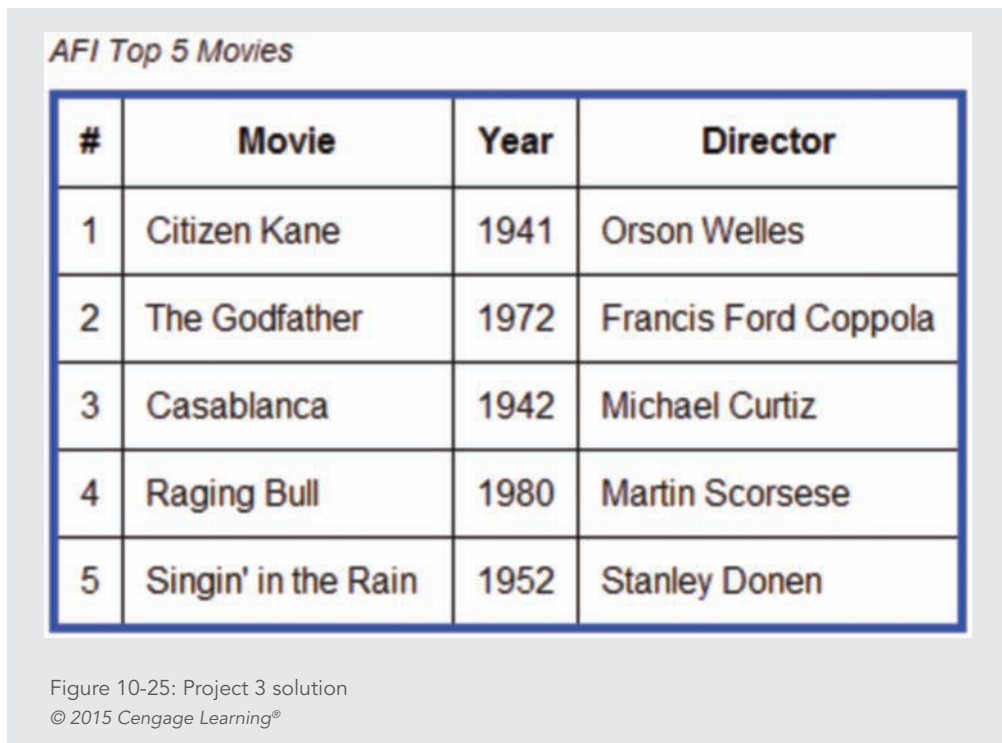 AFI Top 5 Movies
# Movie Year Director
1 Citizen Kane 1941 Orson Welles
2 The Godfather 1972 Francis Ford Coppola
3 Casablanca 1942 Michael Curtiz
4 Raging Bull 1980 Martin Scorsese
5 Singin' in the Rain 1952 Stanley Donen
Figure 10-25: Project 3 solution
© 2015 Cengage Learning®